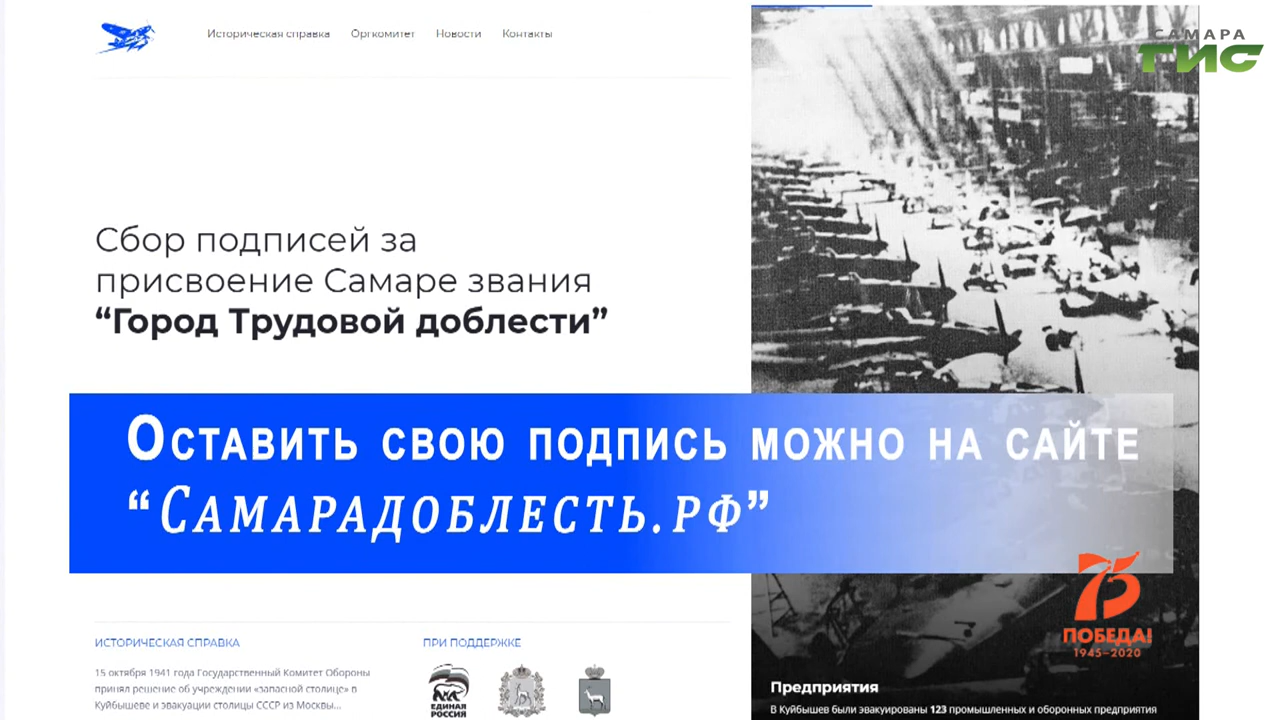 Историческая справка Оргкомитет Новости Контакты
САМАРА
ГИС
Сбор подписей за
присвоение Самаре звания
“Город Трудовой доблести”
Оставить свою подпись можно на сайте
“Самарадоблесть.рф”
75
ПОБЕДА!
1945–2020
ИСТОРИЧЕСКАЯ СПРАВКА
15 октября 1941 года Государственный Комитет Обороны
принял решение об учреждении «запасной столице» в
Куйбышеве и эвакуации столицы СССР из Москвы...
ПРИ ПОДДЕРЖКЕ
ЕДИНАЯ
РОССИЯ
Предприятия
В Куйбышев были эвакуированы 123 промышленных и оборонных предприятия